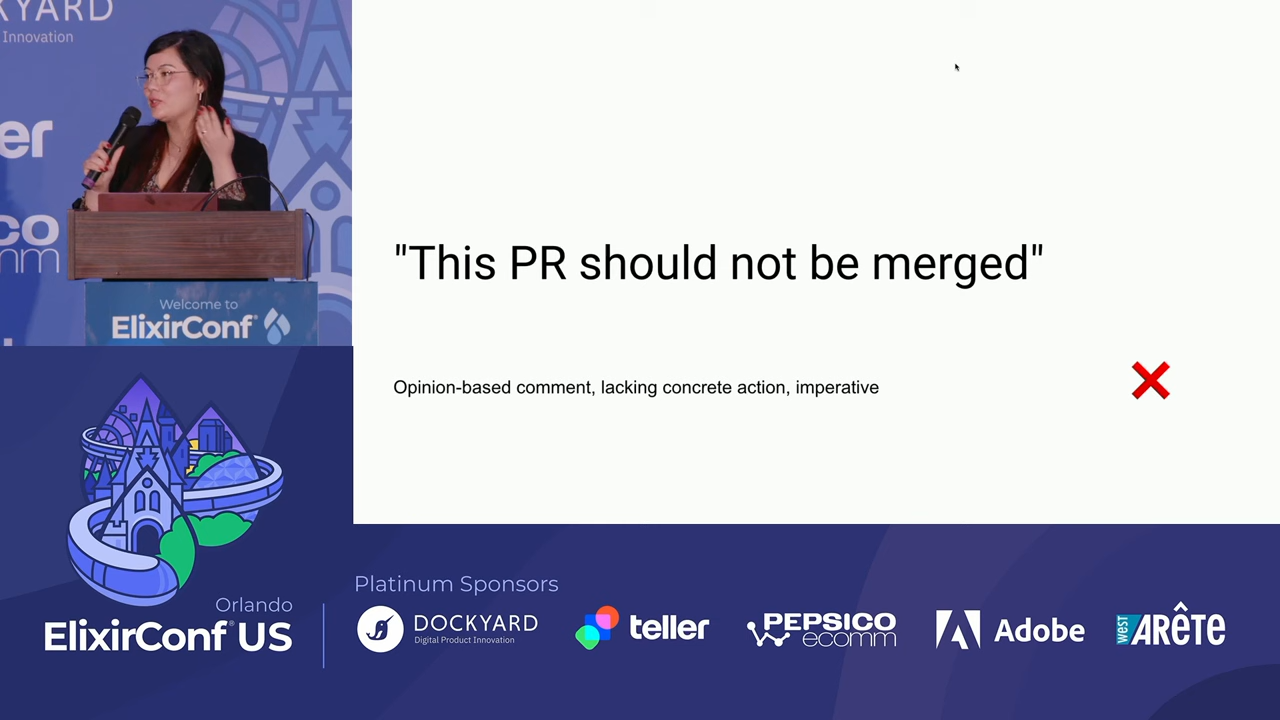 KYARD
Innovation
er
co
mm
Welcome to
ElixirConf
"This PR should not be merged"
Opinion-based comment, lacking concrete action, imperative
Orlando
ElixirConf® US
Platinum Sponsors
DOCKYARD
Digital Product Innovation
teller
PEPSICO
ecomm
Adobe
west ARÊTE